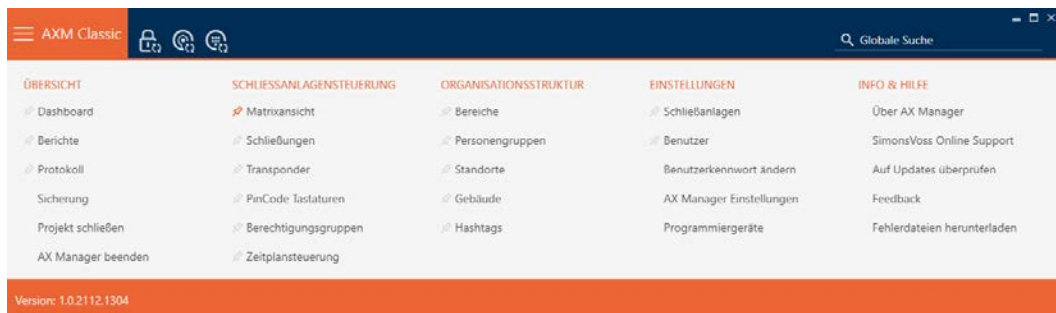 AXM Classic
Globale Suche
ÜBERSICHT
Dashboard
Berichte
Protokoll
Sicherung
Projekt schließen
AX Manager beenden
SCHLIESSANLAGENSTEUERUNG
Matrixansicht
Schließungen
Transponder
PinCode Tastaturen
Berechtigungsgruppen
Zeitplansteuerung
ORGANISATIONSSTRUKTUR
Bereiche
Personengruppen
Standorte
Gebäude
Hashtags
EINSTELLUNGEN
Schließanlagen
Benutzer
Benutzerkennwort ändern
AX Manager Einstellungen
Programmiergeräte
INFO & HILFE
Über AX Manager
SimonsVoss Online Support
Auf Updates überprüfen
Feedback
Fehlerdateien herunterladen
Version: 1.0.2112.1304